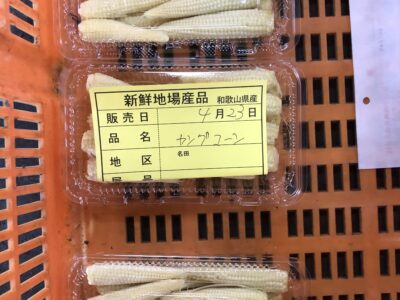 新鮮地場産品 和歌山県産
販売日 4月23日
品名 ヤングコーン
地区 名田